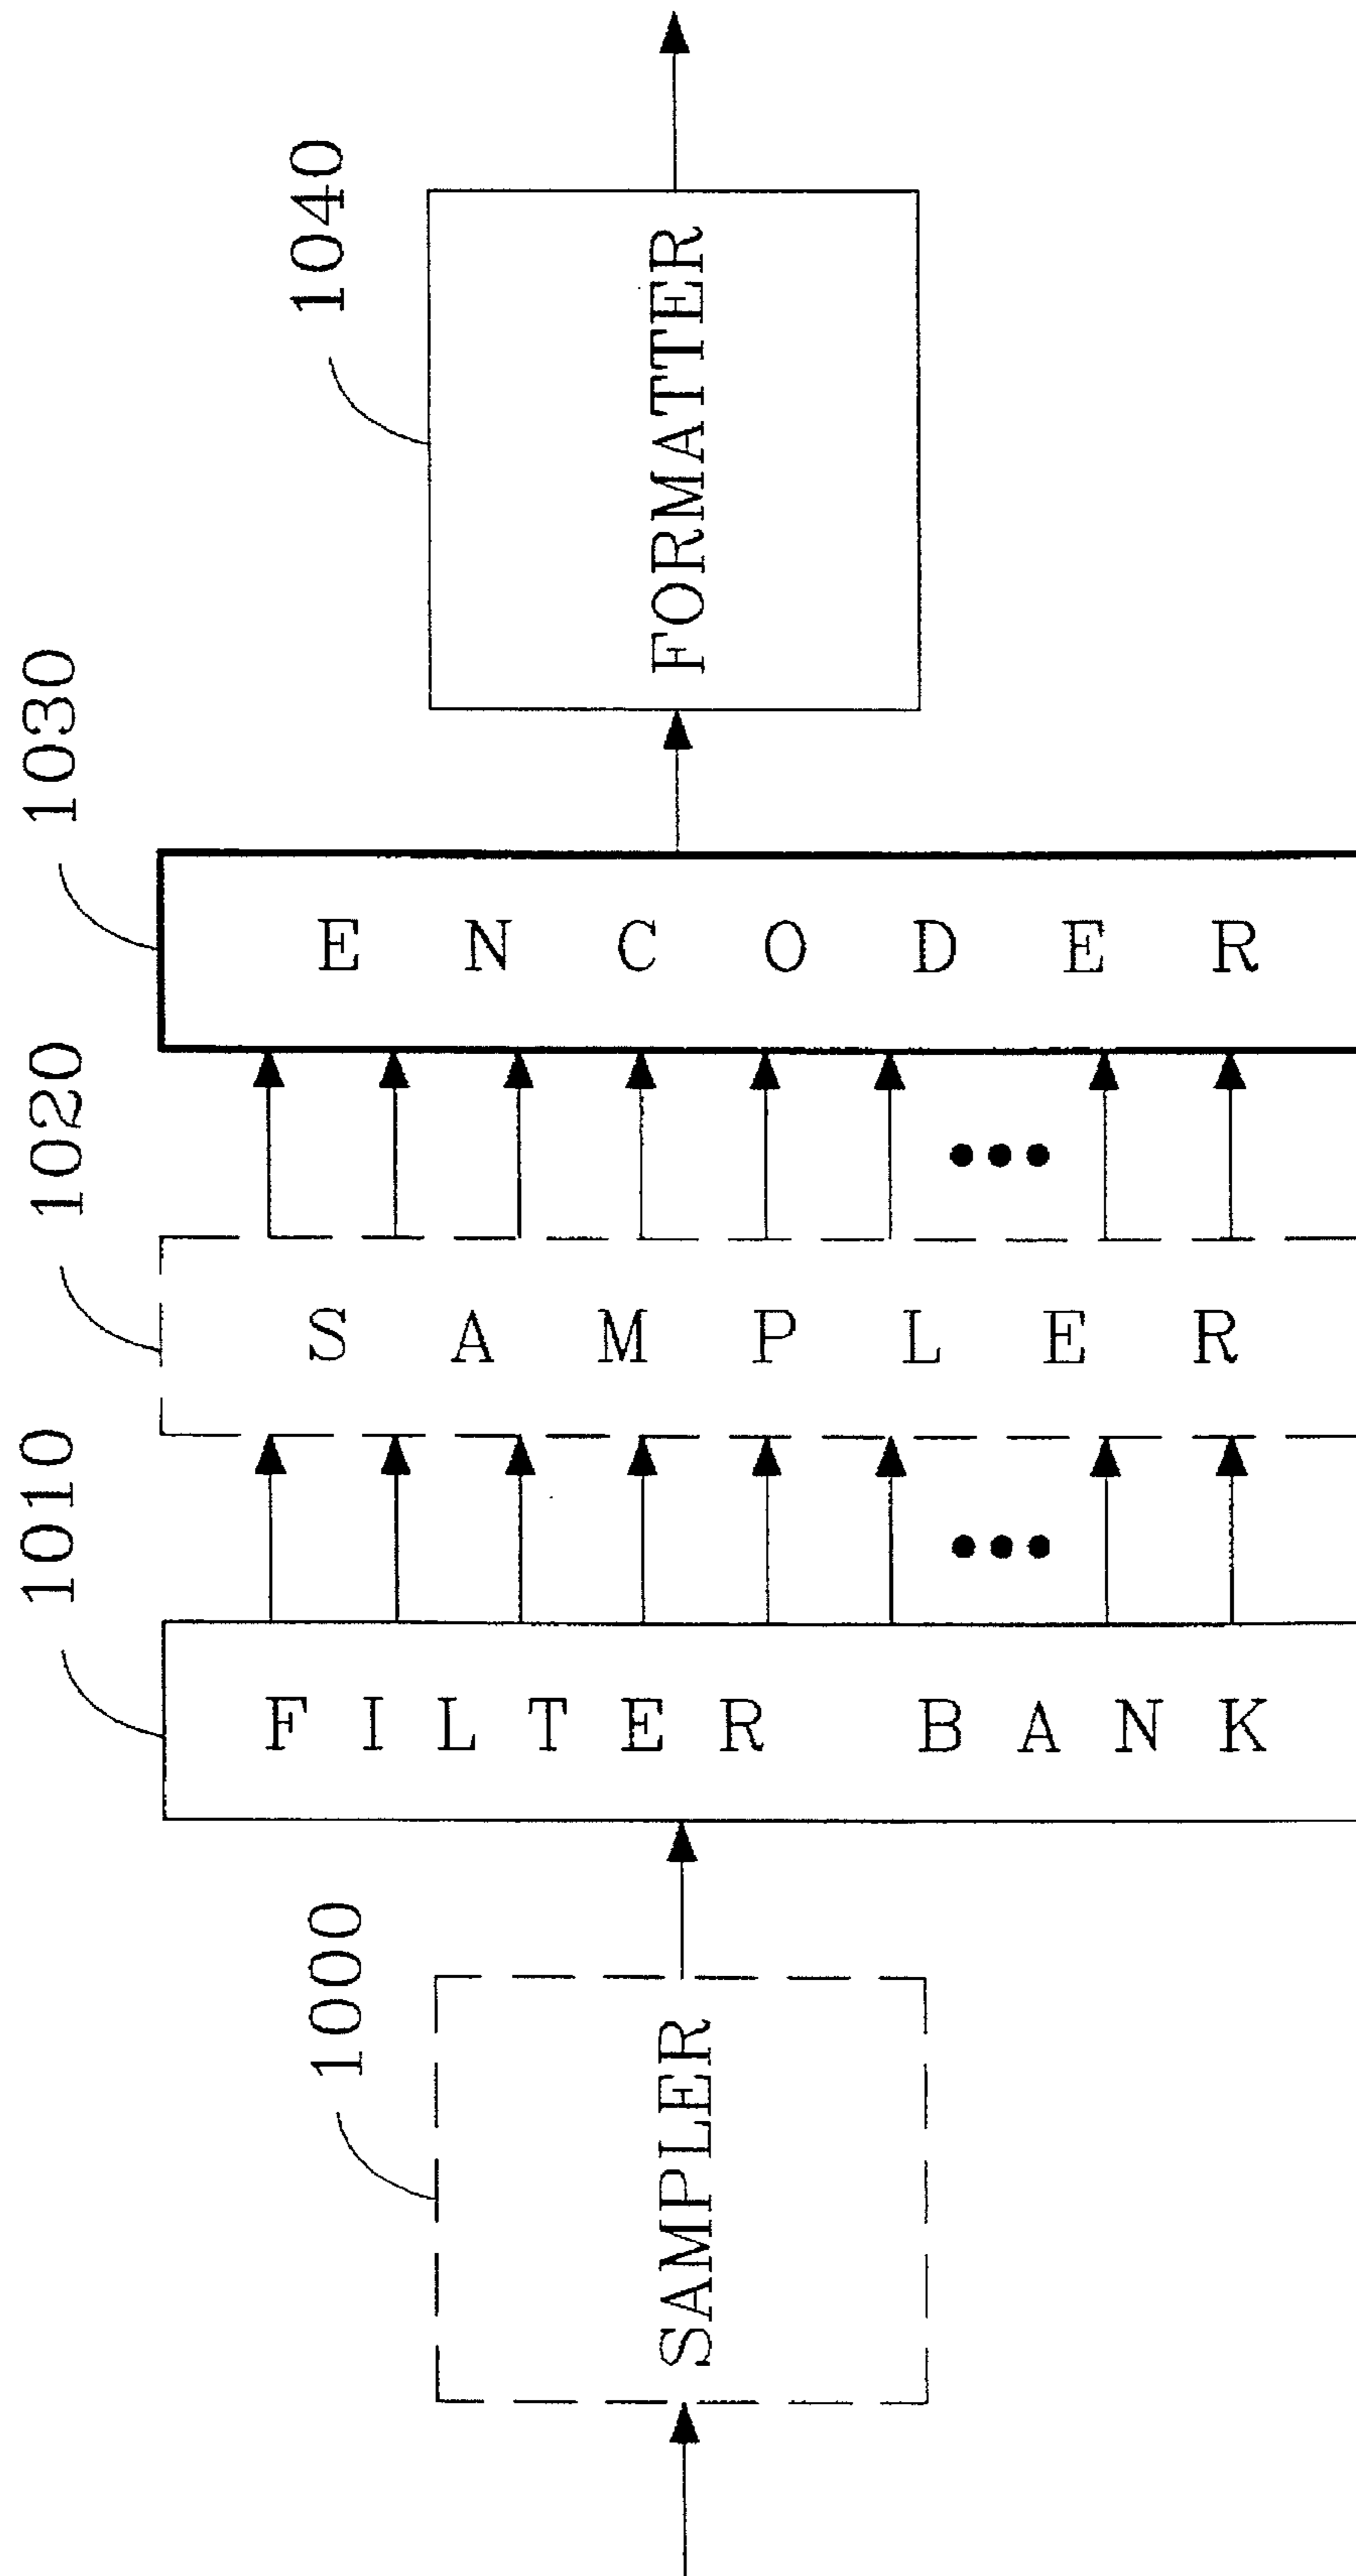 1040
FORMATTER
1030
E N C O D E R
1020
S A M P L E R
1010
F I L T E R B A N K
1000
SAMPLER